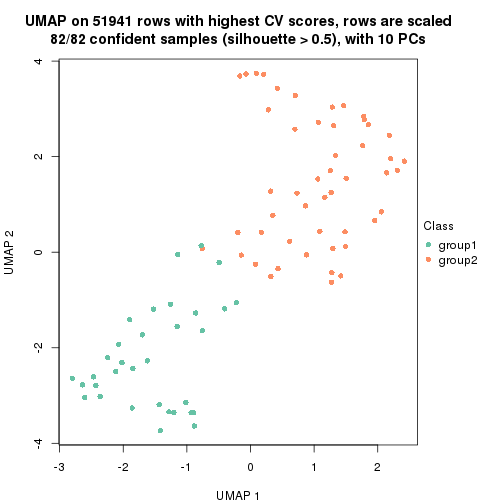 UMAP on 51941 rows with highest CV scores, rows are scaled
82/82 confident samples (silhouette > 0.5), with 10 PCs
4
2
0
-2
-4
UMAP 2
-3
-2
-1
0
1
2
UMAP 1
Class
group1
group2